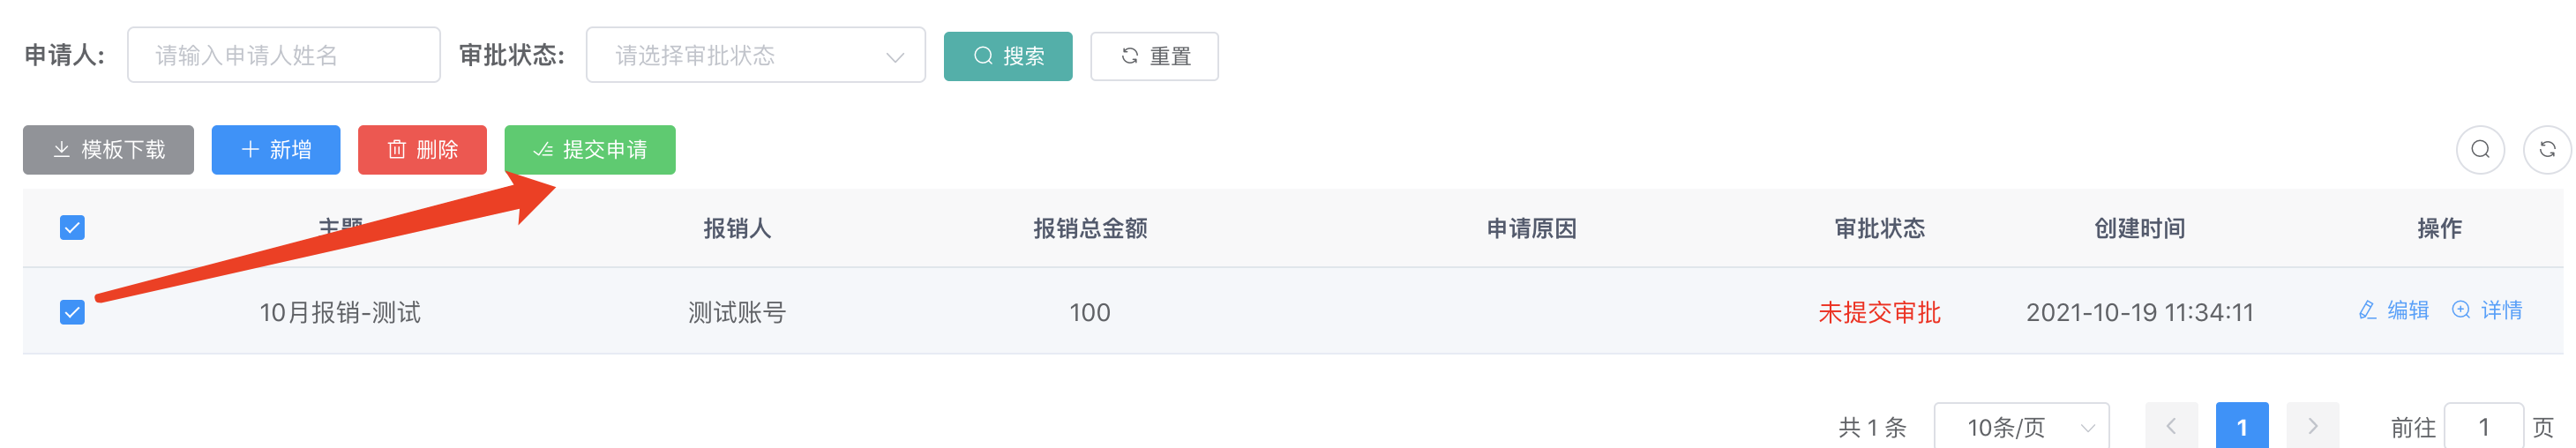 申请人: 请输入申请人姓名 审批状态: 请选择审批状态 搜索 重置
模板下载 新增 删除 提交申请
主题 报销人 报销总金额 申请原因 审批状态 创建时间 操作
10月报销-测试 测试账号 100 未提交审批 2021-10-19 11:34:11 编辑 详情
共 1 条 10条/页 1 前往 1 页